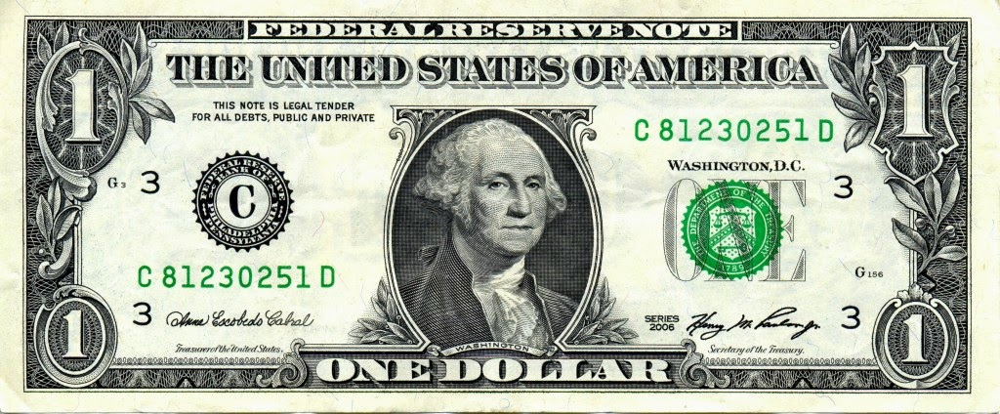 FEDERAL RESERVE NOTE
THE UNITED STATES OF AMERICA
1
1
THIS NOTE IS LEGAL TENDER
FOR ALL DEBTS, PUBLIC AND PRIVATE
C 81230251 D
WASHINGTON, D.C.
G3
3
3
FEDERAL RESERVE BANK OF PHILADELPHIA PENNSYLVANIA
C
ONE
THE DEPARTMENT OF THE TREASURY
1789
C 81230251 D
G156
3
Anna Escobedo Cabral
SERIES
2006
Henry M. Paulson, Jr.
3
Treasurer of the United States.
WASHINGTON
Secretary of the Treasury.
1
ONE DOLLAR
1